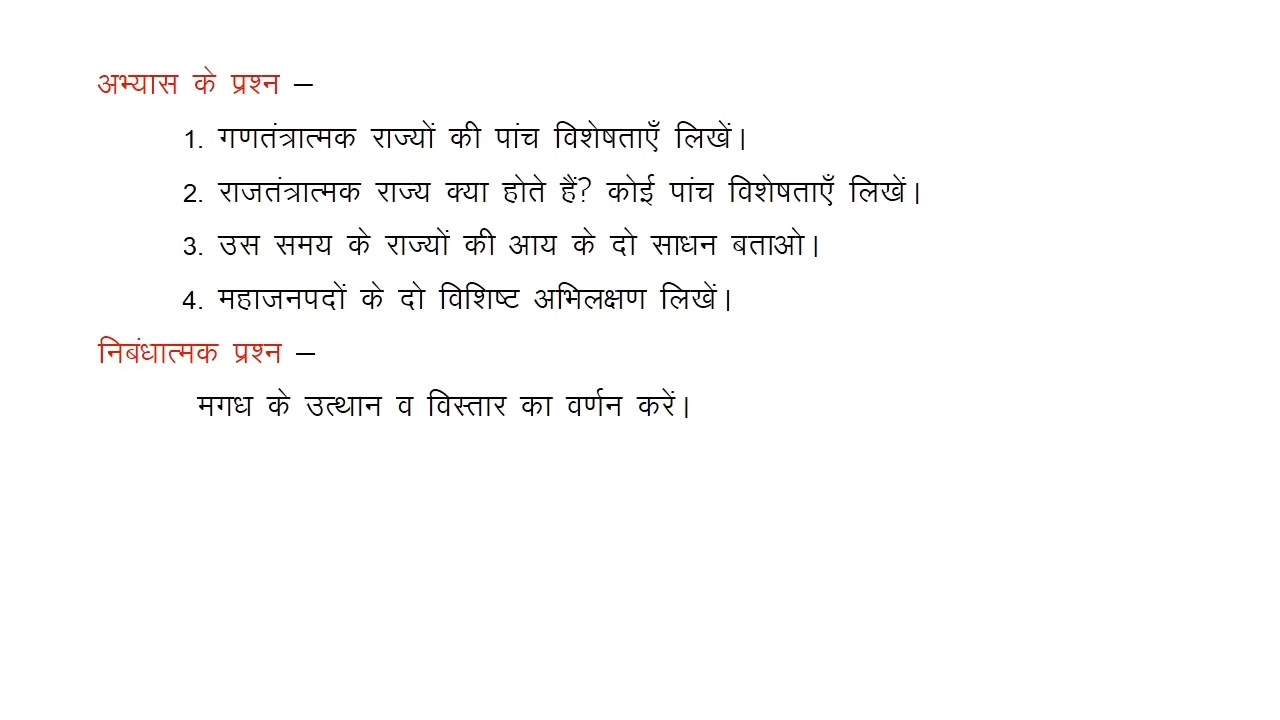 अभ्यास के प्रश्न –
1. गणतंत्रात्मक राज्यों की पांच विशेषताएँ लिखें।
2. राजतंत्रात्मक राज्य क्या होते हैं? कोई पांच विशेषताएँ लिखें।
3. उस समय के राज्यों की आय के दो साधन बताओ।
4. महाजनपदों के दो विशिष्ट अभिलक्षण लिखें।
निबंधात्मक प्रश्न –
मगध के उत्थान व विस्तार का वर्णन करें।